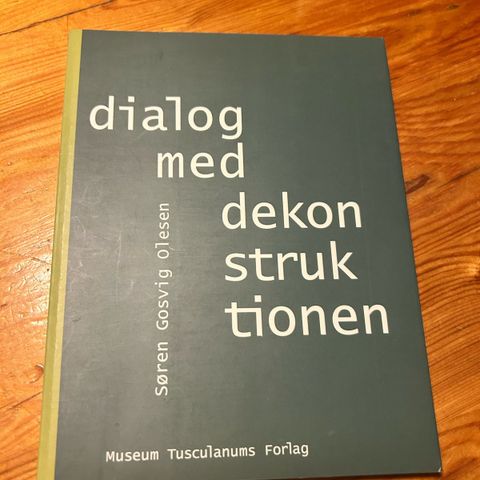 dialog
med
dekon
struk
tionen
Søren Gosvig Olesen
Museum Tusculanums Forlag